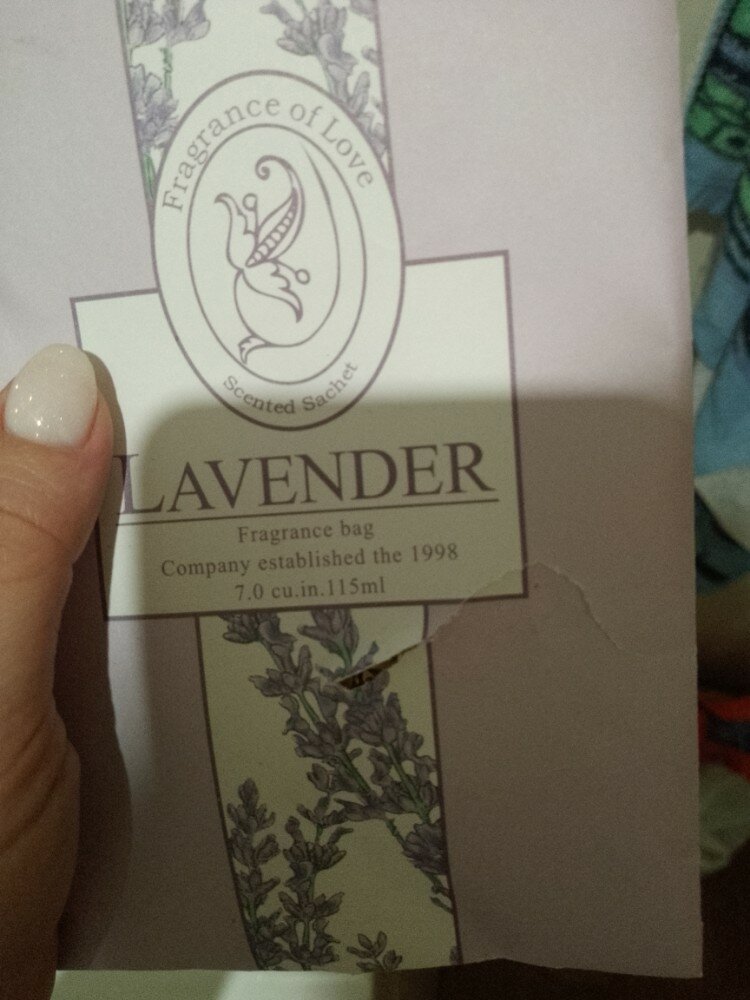 Fragrance of Love
Scented Sachet
LAVENDER
Fragrance bag
Company established the 1998
7.0 cu.in.115ml